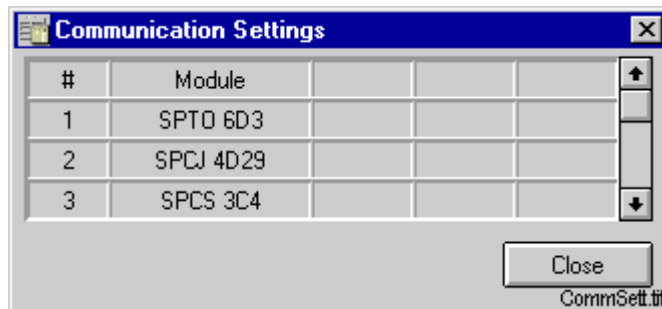 Communication Settings
# Module
1 SPTO 6D3
2 SPCJ 4D29
3 SPCS 3C4
Close
CommSett.tif